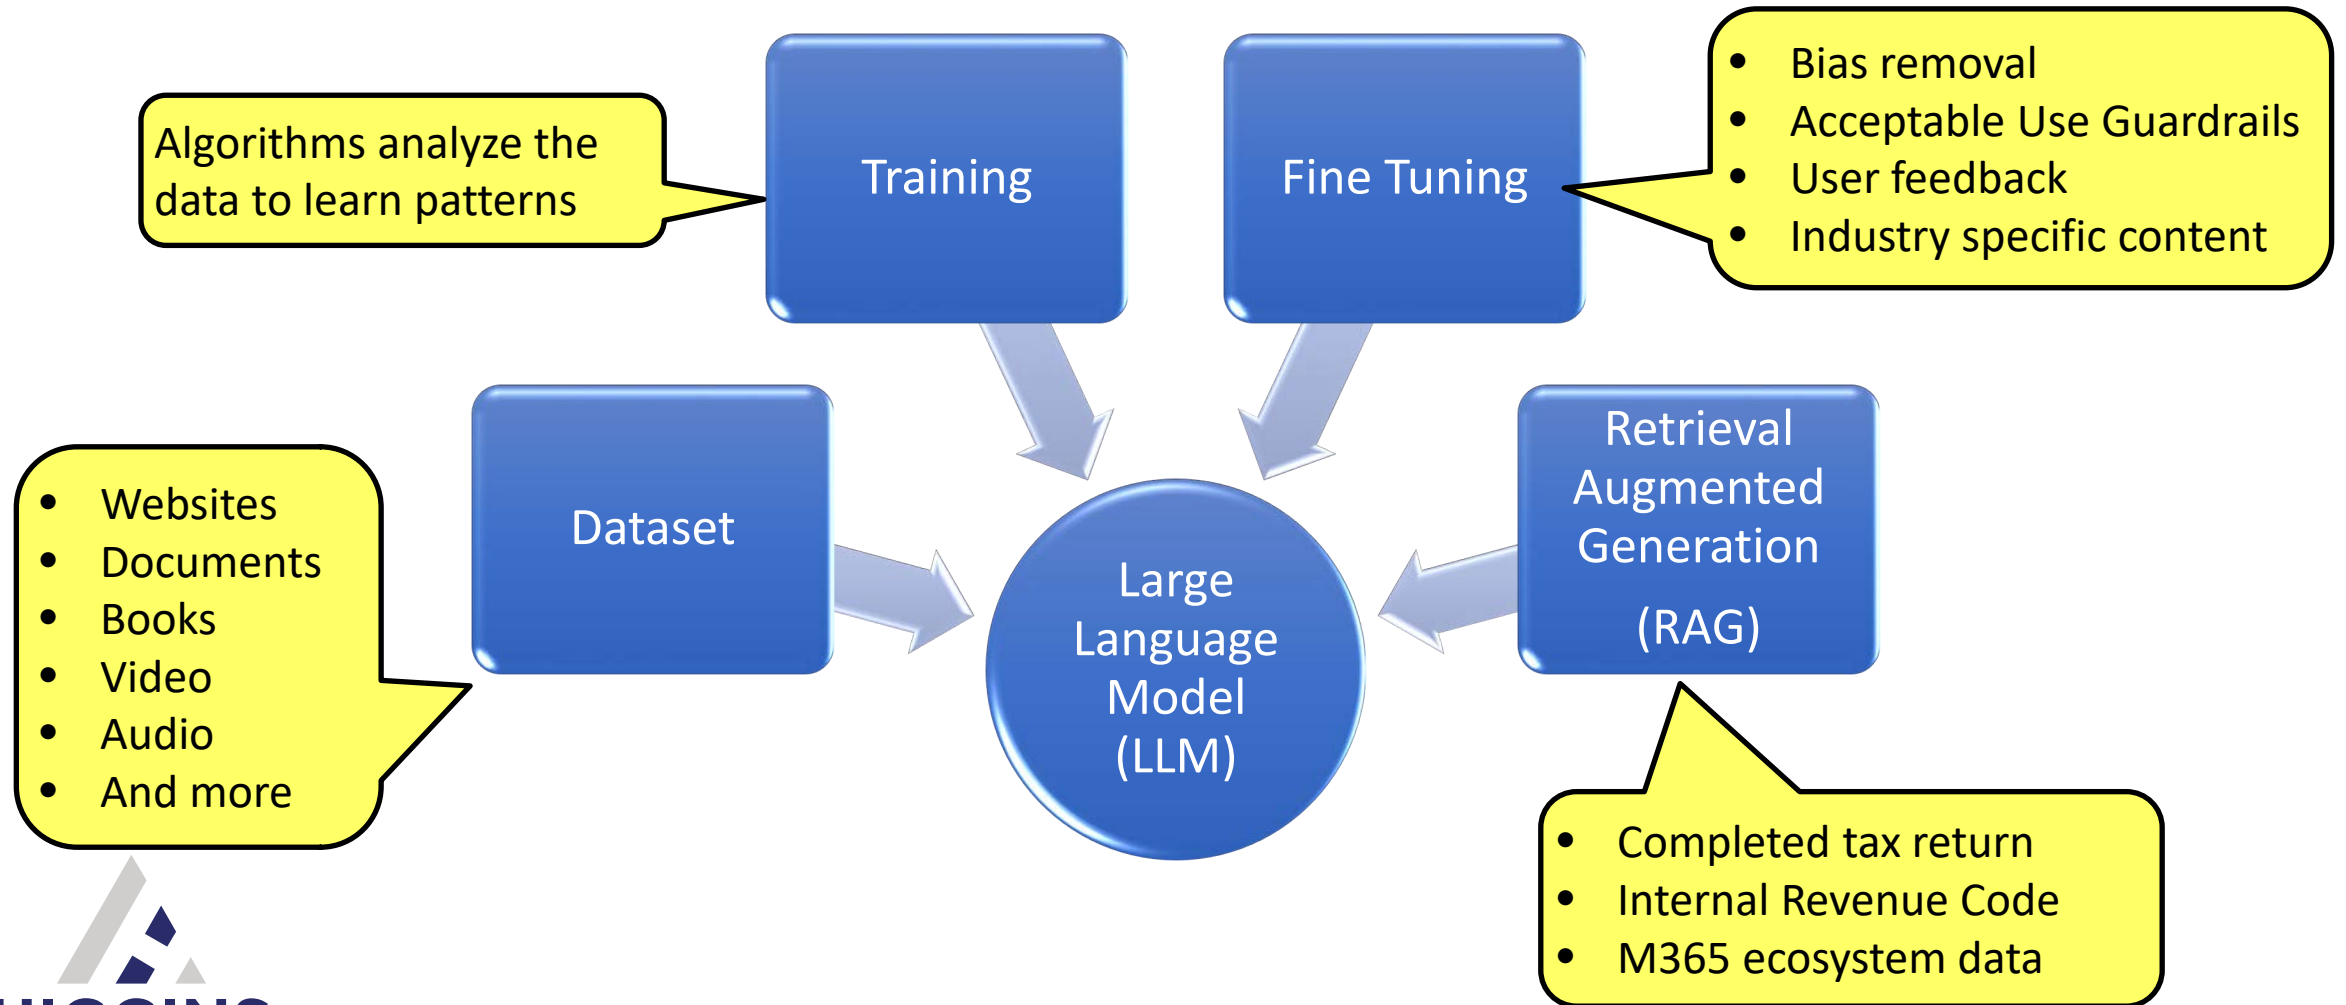 Algorithms analyze the
data to learn patterns
Training
Fine Tuning
• Bias removal
• Acceptable Use Guardrails
• User feedback
• Industry specific content
• Websites
• Documents
• Books
• Video
• Audio
• And more
Dataset
Large
Language
Model
(LLM)
Retrieval
Augmented
Generation
(RAG)
• Completed tax return
• Internal Revenue Code
• M365 ecosystem data